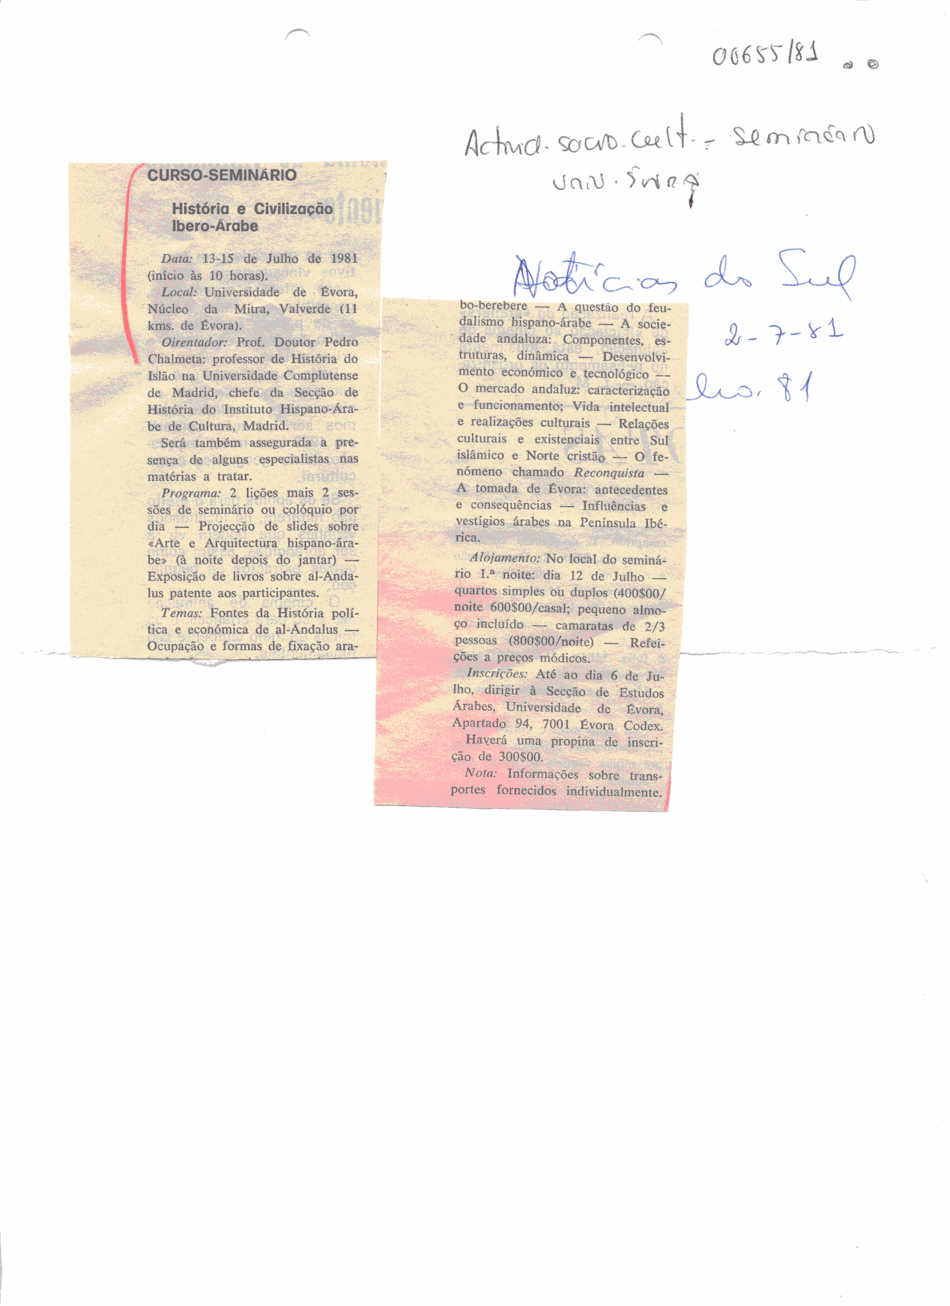 00655/81
Actvid. socio. cult. - seminário
Univ. Évora
Notícias do Sul
2-7-81
81
CURSO-SEMINÁRIO
História e Civilização
Ibero-Árabe
Data: 13-15 de Julho de 1981
(início às 10 horas).
Local: Universidade de Évora,
Núcleo da Mitra, Valverde (11
kms. de Évora).
Oirentador: Prof. Doutor Pedro
Chalmeta: professor de História do
Islão na Universidade Complutense
de Madrid, chefe da Secção de
História do Instituto Hispano-Ára-
be de Cultura, Madrid.
Será também assegurada a pre-
sença de alguns especialistas nas
matérias a tratar.
Programa: 2 lições mais 2 ses-
sões de seminário ou colóquio por
dia — Projecção de slides sobre
«Arte e Arquitectura hispano-ára-
be» (à noite depois do jantar) —
Exposição de livros sobre al-Anda-
lus patente aos participantes.
Temas: Fontes da História polí-
tica e económica de al-Andalus —
Ocupação e formas de fixação ara-
bo-berebere — A questão do feu-
dalismo hispano-árabe — A socie-
dade andaluza: Componentes, es-
truturas, dinâmica — Desenvolvi-
mento económico e tecnológico —
O mercado andaluz: caracterização
e funcionamento; Vida intelectual
e realizações culturais — Relações
culturais e existenciais entre Sul
islâmico e Norte cristão — O fe-
nómeno chamado Reconquista —
A tomada de Évora: antecedentes
e consequências — Influências e
vestígios árabes na Península Ibé-
rica.
Alojamento: No local do seminá-
rio 1.ª noite: dia 12 de Julho —
quartos simples ou duplos (400$00/
noite 600$00/casal; pequeno almo-
ço incluído — camaratas de 2/3
pessoas (800$00/noite) — Refei-
ções a preços módicos.
Inscrições: Até ao dia 6 de Ju-
lho, dirigir à Secção de Estudos
Árabes, Universidade de Évora,
Apartado 94, 7001 Évora Codex.
Haverá uma propina de inscri-
ção de 300$00.
Nota: Informações sobre trans-
portes fornecidos individualmente.